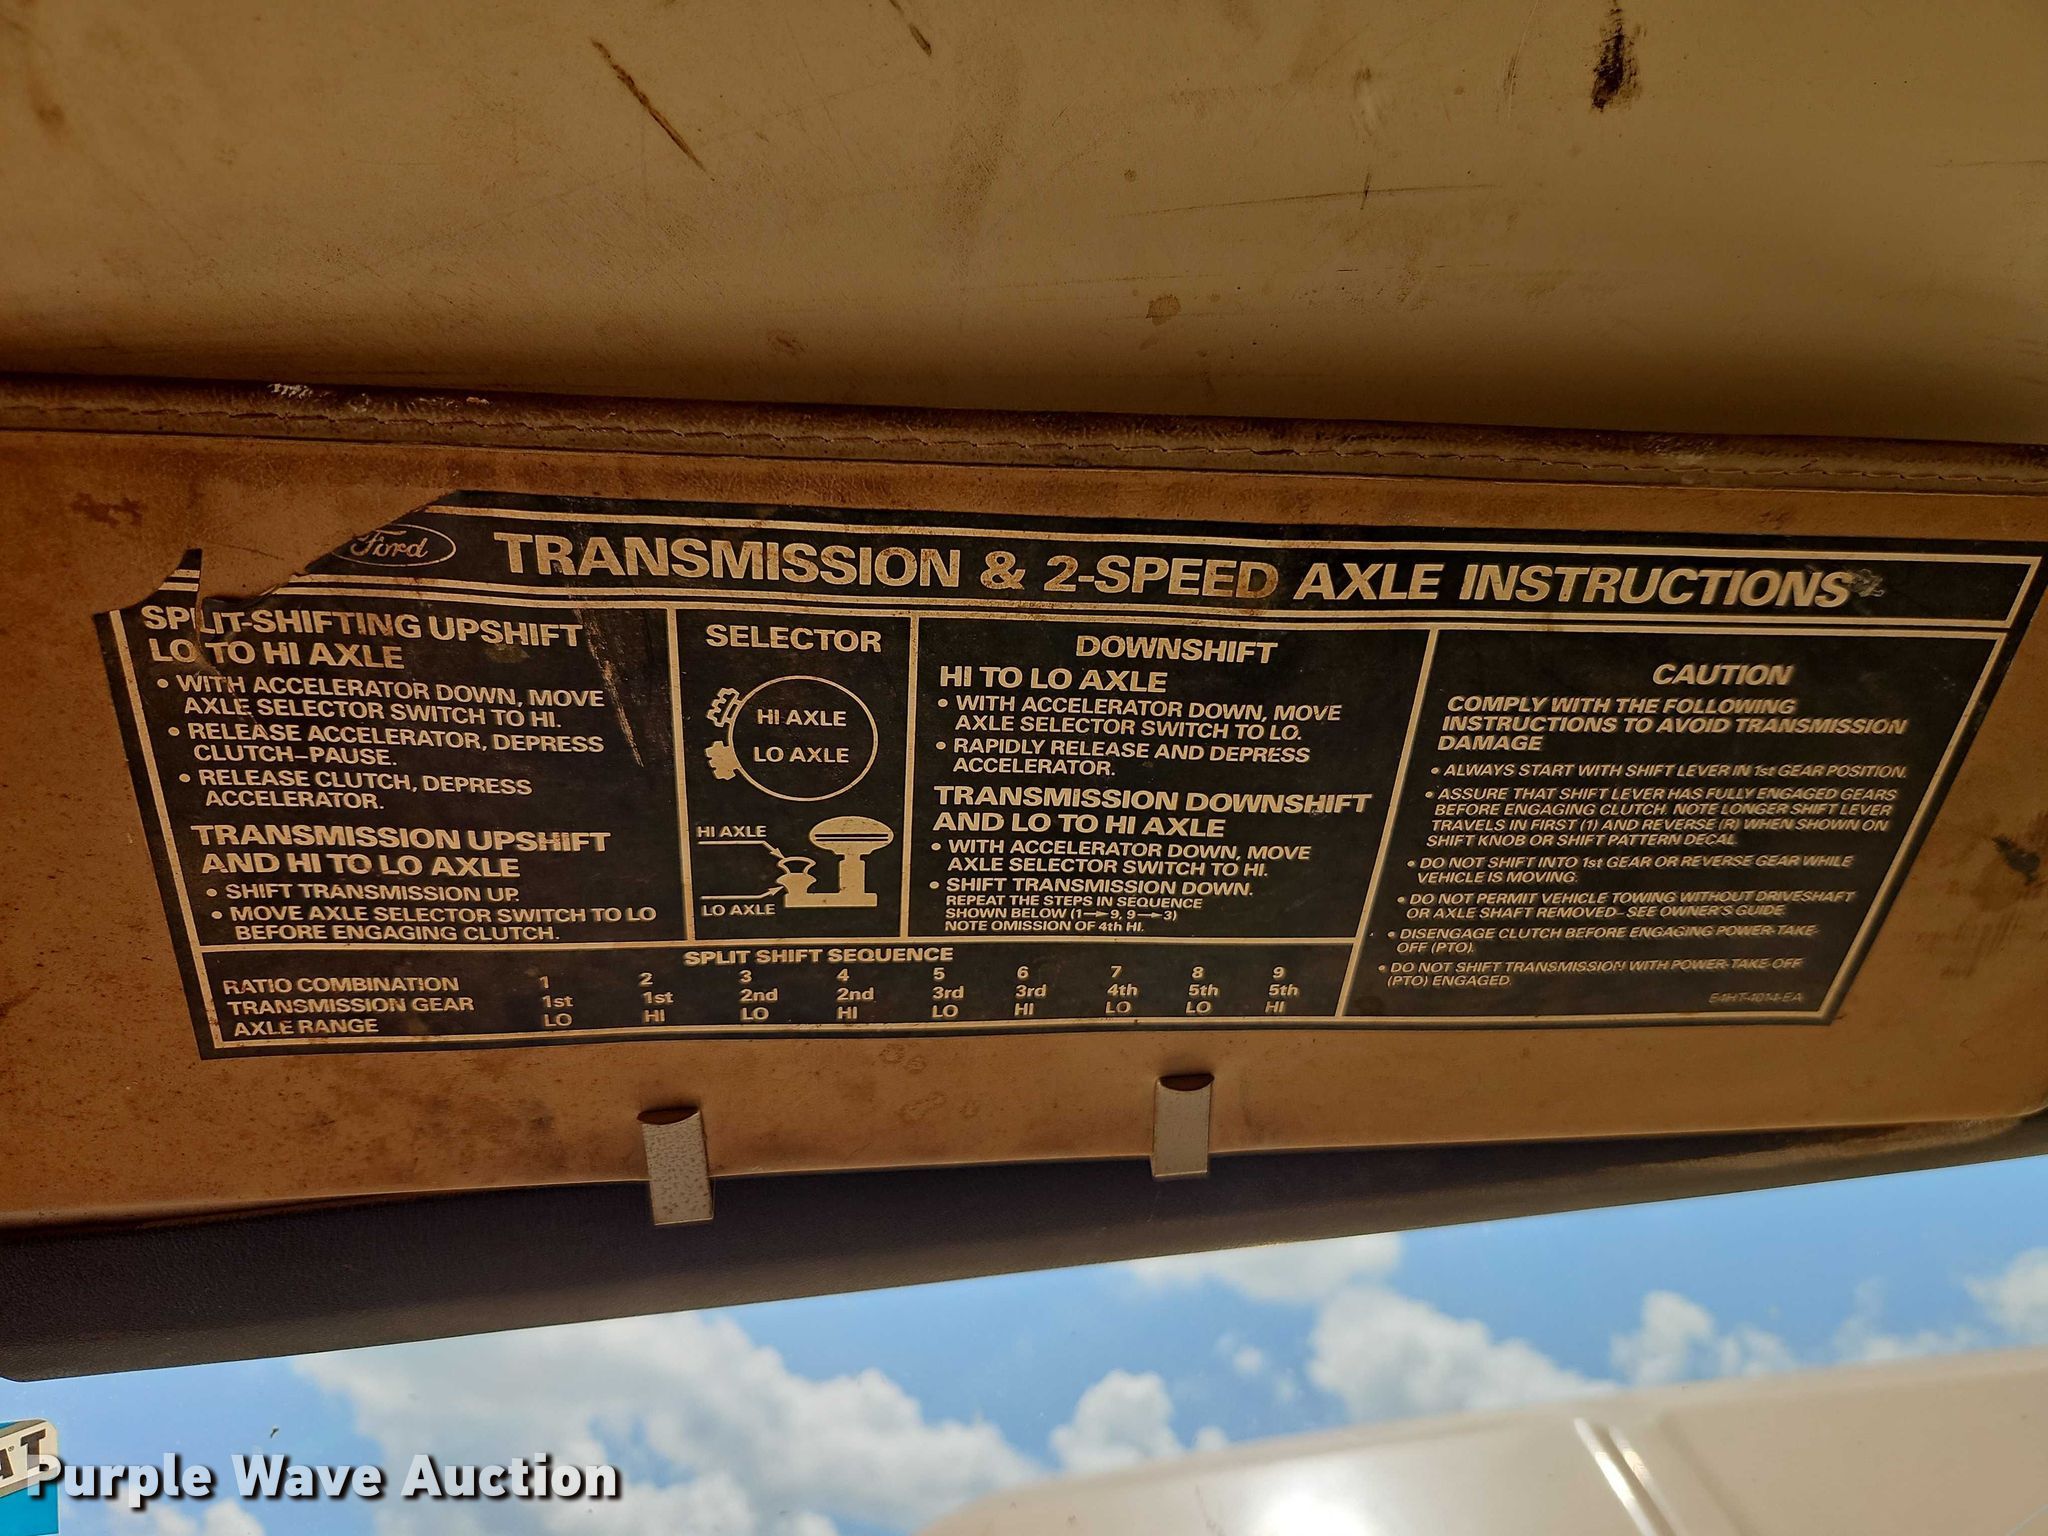 Ford TRANSMISSION & 2-SPEED AXLE INSTRUCTIONS
SPLIT-SHIFTING UPSHIFT
LO TO HI AXLE
• WITH ACCELERATOR DOWN, MOVE
AXLE SELECTOR SWITCH TO HI.
• RELEASE ACCELERATOR, DEPRESS
CLUTCH–PAUSE.
• RELEASE CLUTCH, DEPRESS
ACCELERATOR.
TRANSMISSION UPSHIFT
AND HI TO LO AXLE
• SHIFT TRANSMISSION UP.
• MOVE AXLE SELECTOR SWITCH TO LO
BEFORE ENGAGING CLUTCH.
SELECTOR
HI AXLE
LO AXLE
HI AXLE
LO AXLE
DOWNSHIFT
HI TO LO AXLE
• WITH ACCELERATOR DOWN, MOVE
AXLE SELECTOR SWITCH TO LO.
• RAPIDLY RELEASE AND DEPRESS
ACCELERATOR.
TRANSMISSION DOWNSHIFT
AND LO TO HI AXLE
• WITH ACCELERATOR DOWN, MOVE
AXLE SELECTOR SWITCH TO HI.
• SHIFT TRANSMISSION DOWN.
REPEAT THE STEPS IN SEQUENCE
SHOWN BELOW (1→9, 9→3)
NOTE OMISSION OF 4th HI.
CAUTION
COMPLY WITH THE FOLLOWING
INSTRUCTIONS TO AVOID TRANSMISSION
DAMAGE
• ALWAYS START WITH SHIFT LEVER IN 1st GEAR POSITION.
• ASSURE THAT SHIFT LEVER HAS FULLY ENGAGED GEARS
BEFORE ENGAGING CLUTCH. NOTE LONGER SHIFT LEVER
TRAVELS IN FIRST (1) AND REVERSE (R) WHEN SHOWN ON
SHIFT KNOB OR SHIFT PATTERN DECAL.
• DO NOT SHIFT INTO 1st GEAR OR REVERSE GEAR WHILE
VEHICLE IS MOVING.
• DO NOT PERMIT VEHICLE TOWING WITHOUT DRIVESHAFT
OR AXLE SHAFT REMOVED–SEE OWNER'S GUIDE
• DISENGAGE CLUTCH BEFORE ENGAGING POWER-TAKE-
OFF (PTO).
• DO NOT SHIFT TRANSMISSION WITH POWER-TAKE-OFF
(PTO) ENGAGED.
E4HT-4014-EA
SPLIT SHIFT SEQUENCE
RATIO COMBINATION 1 2 3 4 5 6 7 8 9
TRANSMISSION GEAR 1st 1st 2nd 2nd 3rd 3rd 4th 5th 5th
AXLE RANGE LO HI LO HI LO HI LO LO HI
Purple Wave Auction